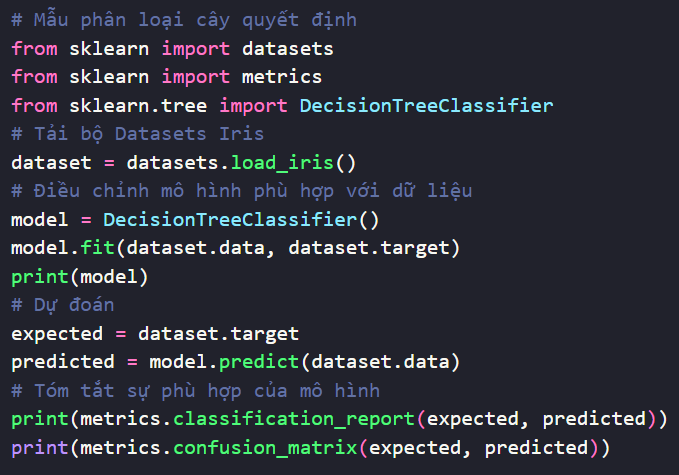 # Mẫu phân loại cây quyết định
from sklearn import datasets
from sklearn import metrics
from sklearn.tree import DecisionTreeClassifier
# Tải bộ Datasets Iris
dataset = datasets.load_iris()
# Điều chỉnh mô hình phù hợp với dữ liệu
model = DecisionTreeClassifier()
model.fit(dataset.data, dataset.target)
print(model)
# Dự đoán
expected = dataset.target
predicted = model.predict(dataset.data)
# Tóm tắt sự phù hợp của mô hình
print(metrics.classification_report(expected, predicted))
print(metrics.confusion_matrix(expected, predicted))